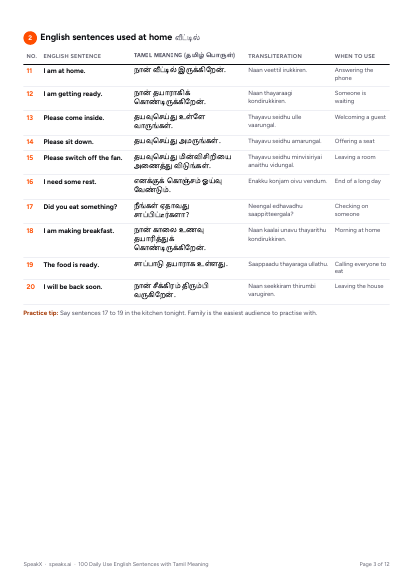 2 English sentences used at home வீட்டில்
NO. ENGLISH SENTENCE TAMIL MEANING (தமிழ் பொருள்) TRANSLITERATION WHEN TO USE
11 I am at home. நான் வீட்டில் இருக்கிறேன். Naan veettil irukkiren. Answering the
phone
12 I am getting ready. நான் தயாராகிக் Naan thayaraagi Someone is
கொண்டிருக்கிறேன். kondirukkiren. waiting
13 Please come inside. தயவுசெய்து உள்ளே Thayavu seidhu ulle Welcoming a guest
வாருங்கள். vaarungal.
14 Please sit down. தயவுசெய்து அமருங்கள். Thayavu seidhu amarungal. Offering a seat
15 Please switch off the fan. தயவுசெய்து மின்விசிறியை Thayavu seidhu minvisiriyai Leaving a room
அணைத்து விடுங்கள். anaithu vidungal.
16 I need some rest. எனக்குக் கொஞ்சம் ஓய்வு Enakku konjam oivu vendum. End of a long day
வேண்டும்.
17 Did you eat something? நீங்கள் ஏதாவது Neengal edhavadhu Checking on
சாப்பிட்டீர்களா? saappitteergala? someone
18 I am making breakfast. நான் காலை உணவு Naan kaalai unavu thayarithu Morning at home
தயாரித்துக் kondirukkiren.
கொண்டிருக்கிறேன்.
19 The food is ready. சாப்பாடு தயாராக உள்ளது. Saappaadu thayaraga ullathu. Calling everyone to
eat
20 I will be back soon. நான் சீக்கிரம் திரும்பி Naan seekkiram thirumbi Leaving the house
வருகிறேன். varugiren.
Practice tip: Say sentences 17 to 19 in the kitchen tonight. Family is the easiest audience to practise with.
SpeakX · speakx.ai · 100 Daily Use English Sentences with Tamil Meaning Page 3 of 12